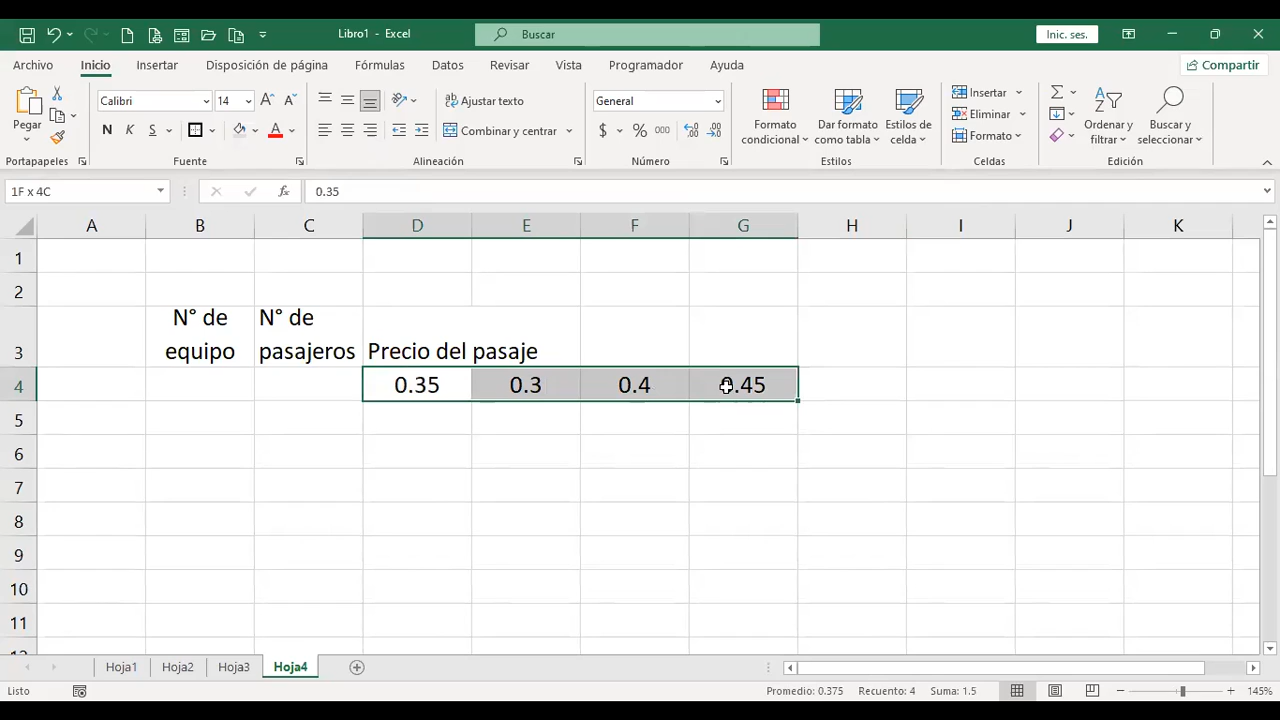 Libro1 - Excel
Buscar
Inic. ses.
Archivo Inicio Insertar Disposición de página Fórmulas Datos Revisar Vista Programador Ayuda Compartir
Pegar
Calibri 14
N K S A
Ajustar texto
Combinar y centrar
General
$ % 000
Formato condicional
Dar formato como tabla
Estilos de celda
Insertar
Eliminar
Formato
Ordenar y filtrar
Buscar y seleccionar
Portapapeles Fuente Alineación Número Estilos Celdas Edición
1F x 4C fx 0.35
A B C D E F G H I J K
1
2
3 N° de equipo N° de pasajeros Precio del pasaje
4 0.35 0.3 0.4 0.45
5
6
7
8
9
10
11
12
Hoja1 Hoja2 Hoja3 Hoja4
Listo Promedio: 0.375 Recuento: 4 Suma: 1.5 145%